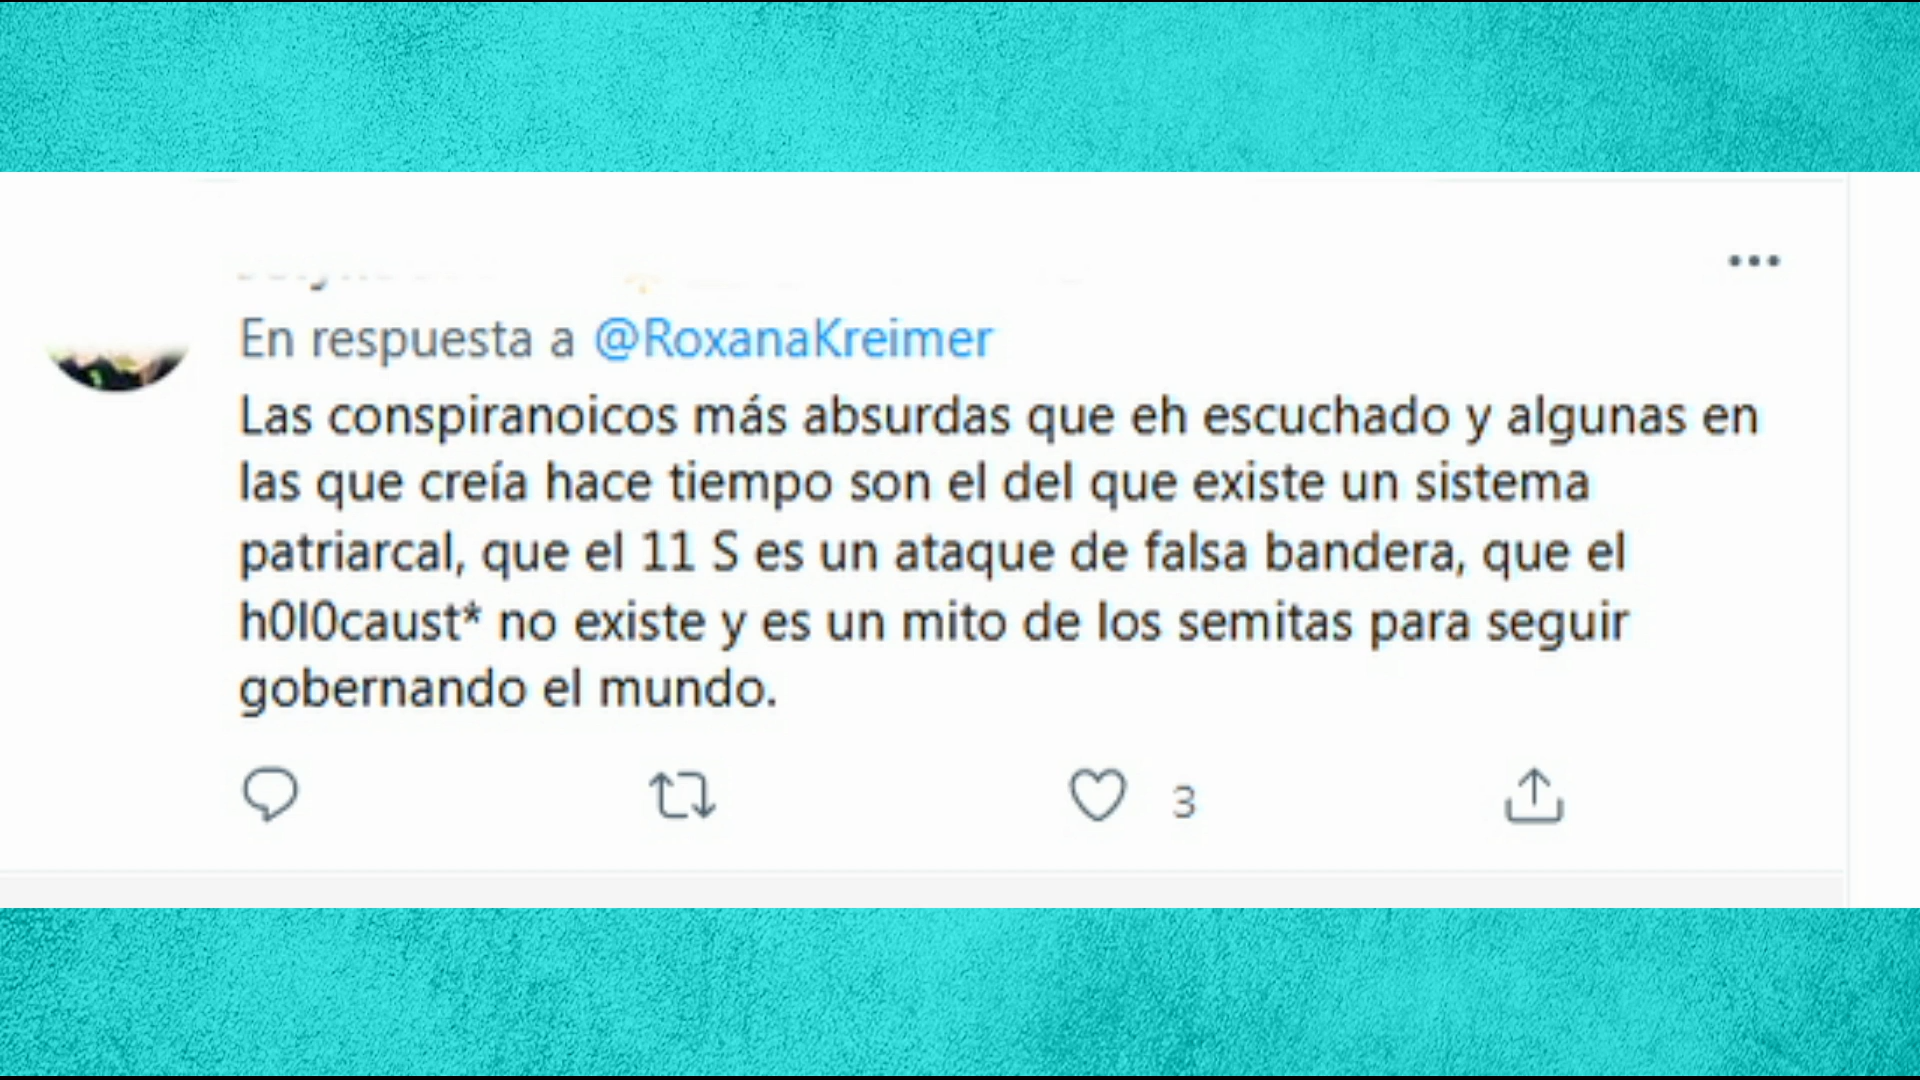 En respuesta a @RoxanaKreimer
Las conspiranoicos más absurdas que eh escuchado y algunas en
las que creía hace tiempo son el del que existe un sistema
patriarcal, que el 11 S es un ataque de falsa bandera, que el
h0l0caust* no existe y es un mito de los semitas para seguir
gobernando el mundo.
3